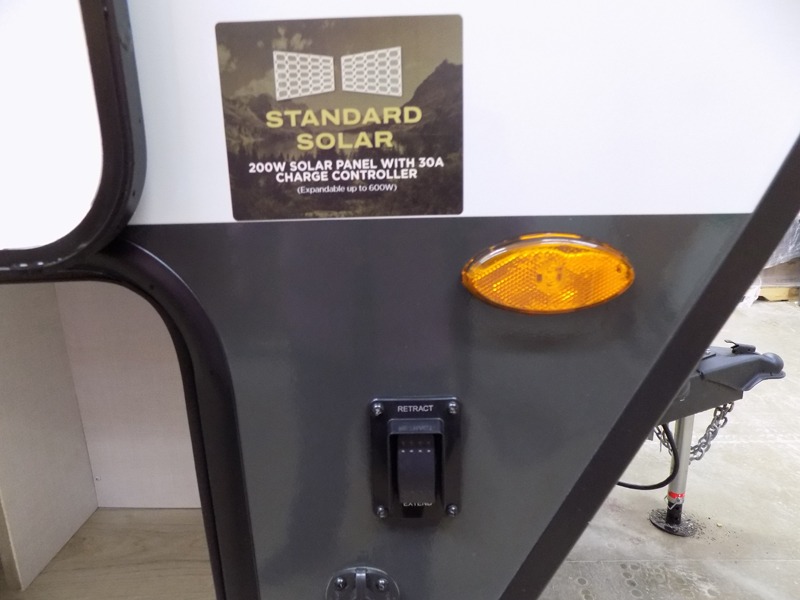 STANDARD
SOLAR
200W SOLAR PANEL WITH 30A
CHARGE CONTROLLER
(Expandable up to 600W)
RETRACT
EXTEND